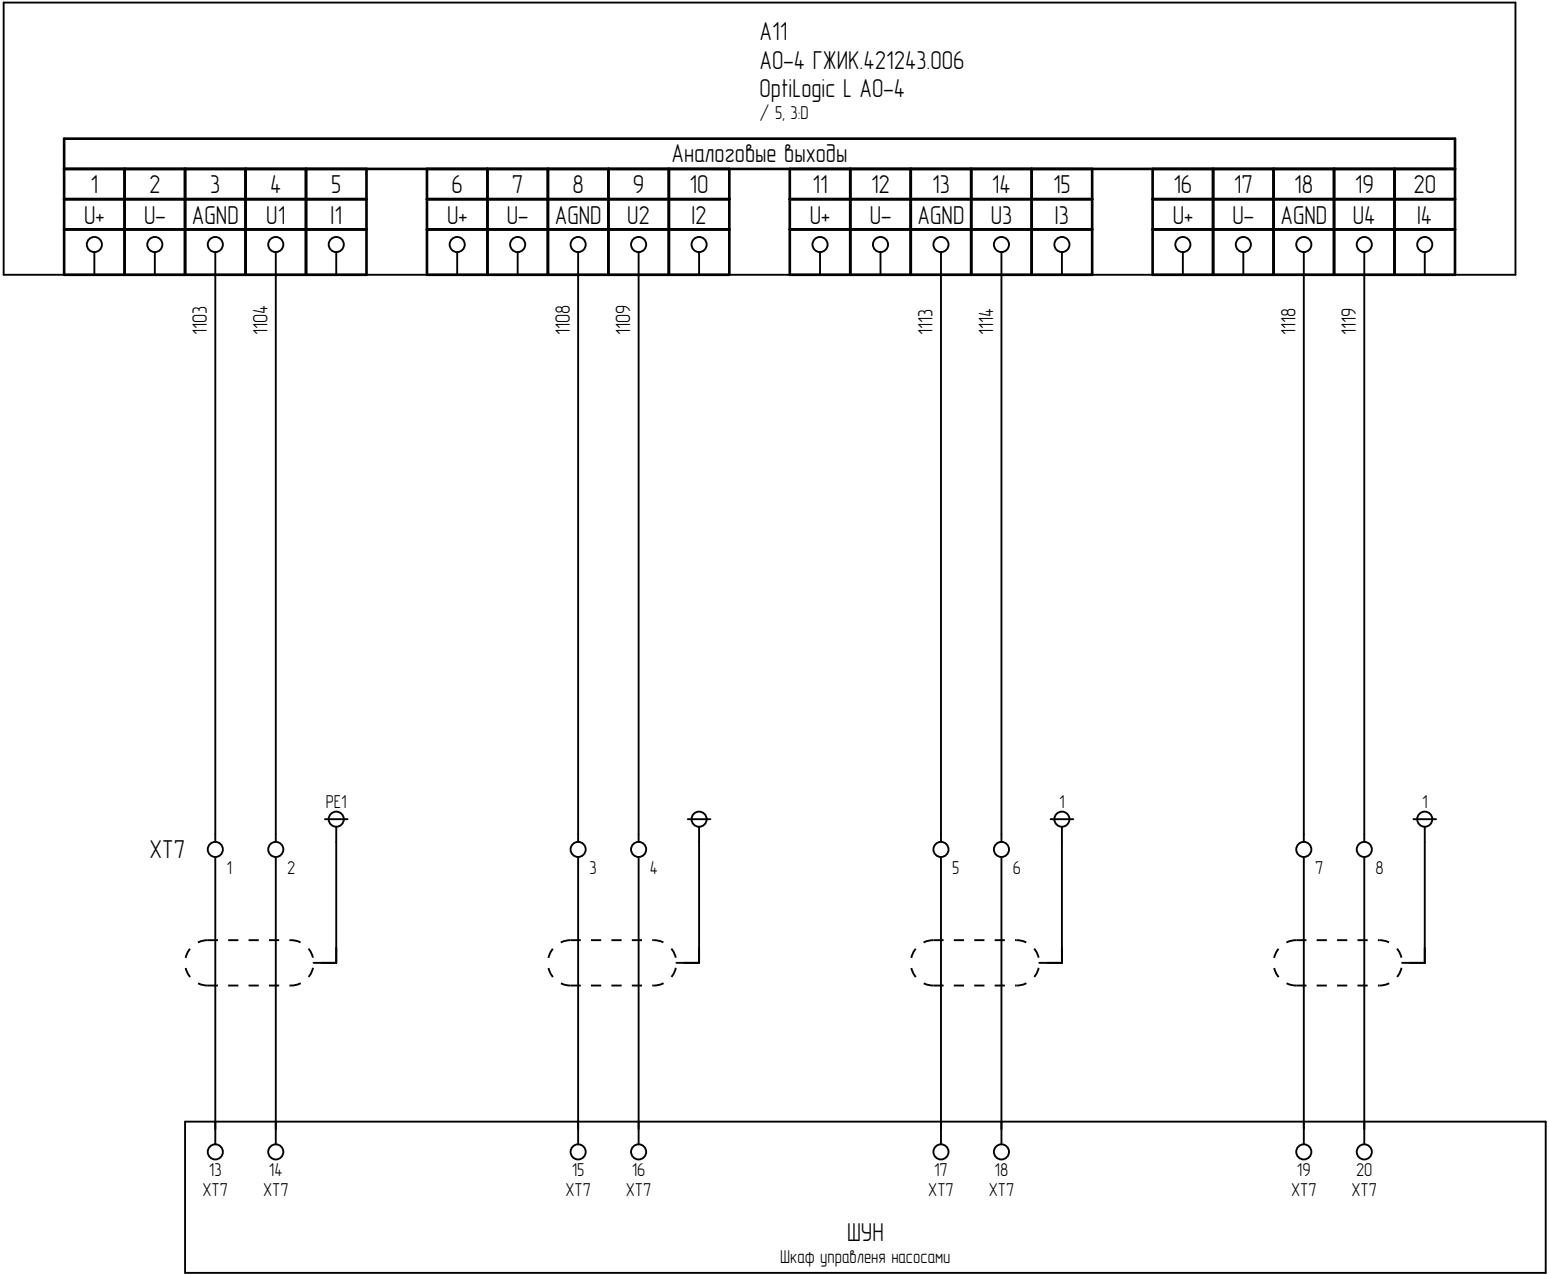 А11
АО-4 ГЖИК.421243.006
OptiLogic L AO-4
/ 5, 3:D
Аналоговые выходы
1 2 3 4 5 6 7 8 9 10 11 12 13 14 15 16 17 18 19 20
U+ U- AGND U1 I1 U+ U- AGND U2 I2 U+ U- AGND U3 I3 U+ U- AGND U4 I4
1103 1104 1108 1109 1113 1114 1118 1119
PE1 1 1
XT7
1 2 3 4 5 6 7 8
13 14 15 16 17 18 19 20
XT7 XT7 XT7 XT7 XT7 XT7 XT7 XT7
ШУН
Шкаф управленя насосами